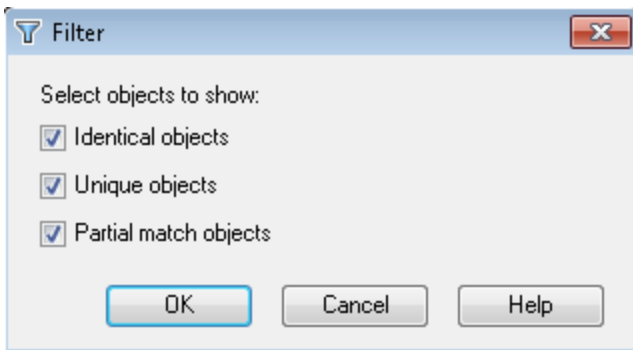 Filter
Select objects to show:
Identical objects
Unique objects
Partial match objects
OK Cancel Help